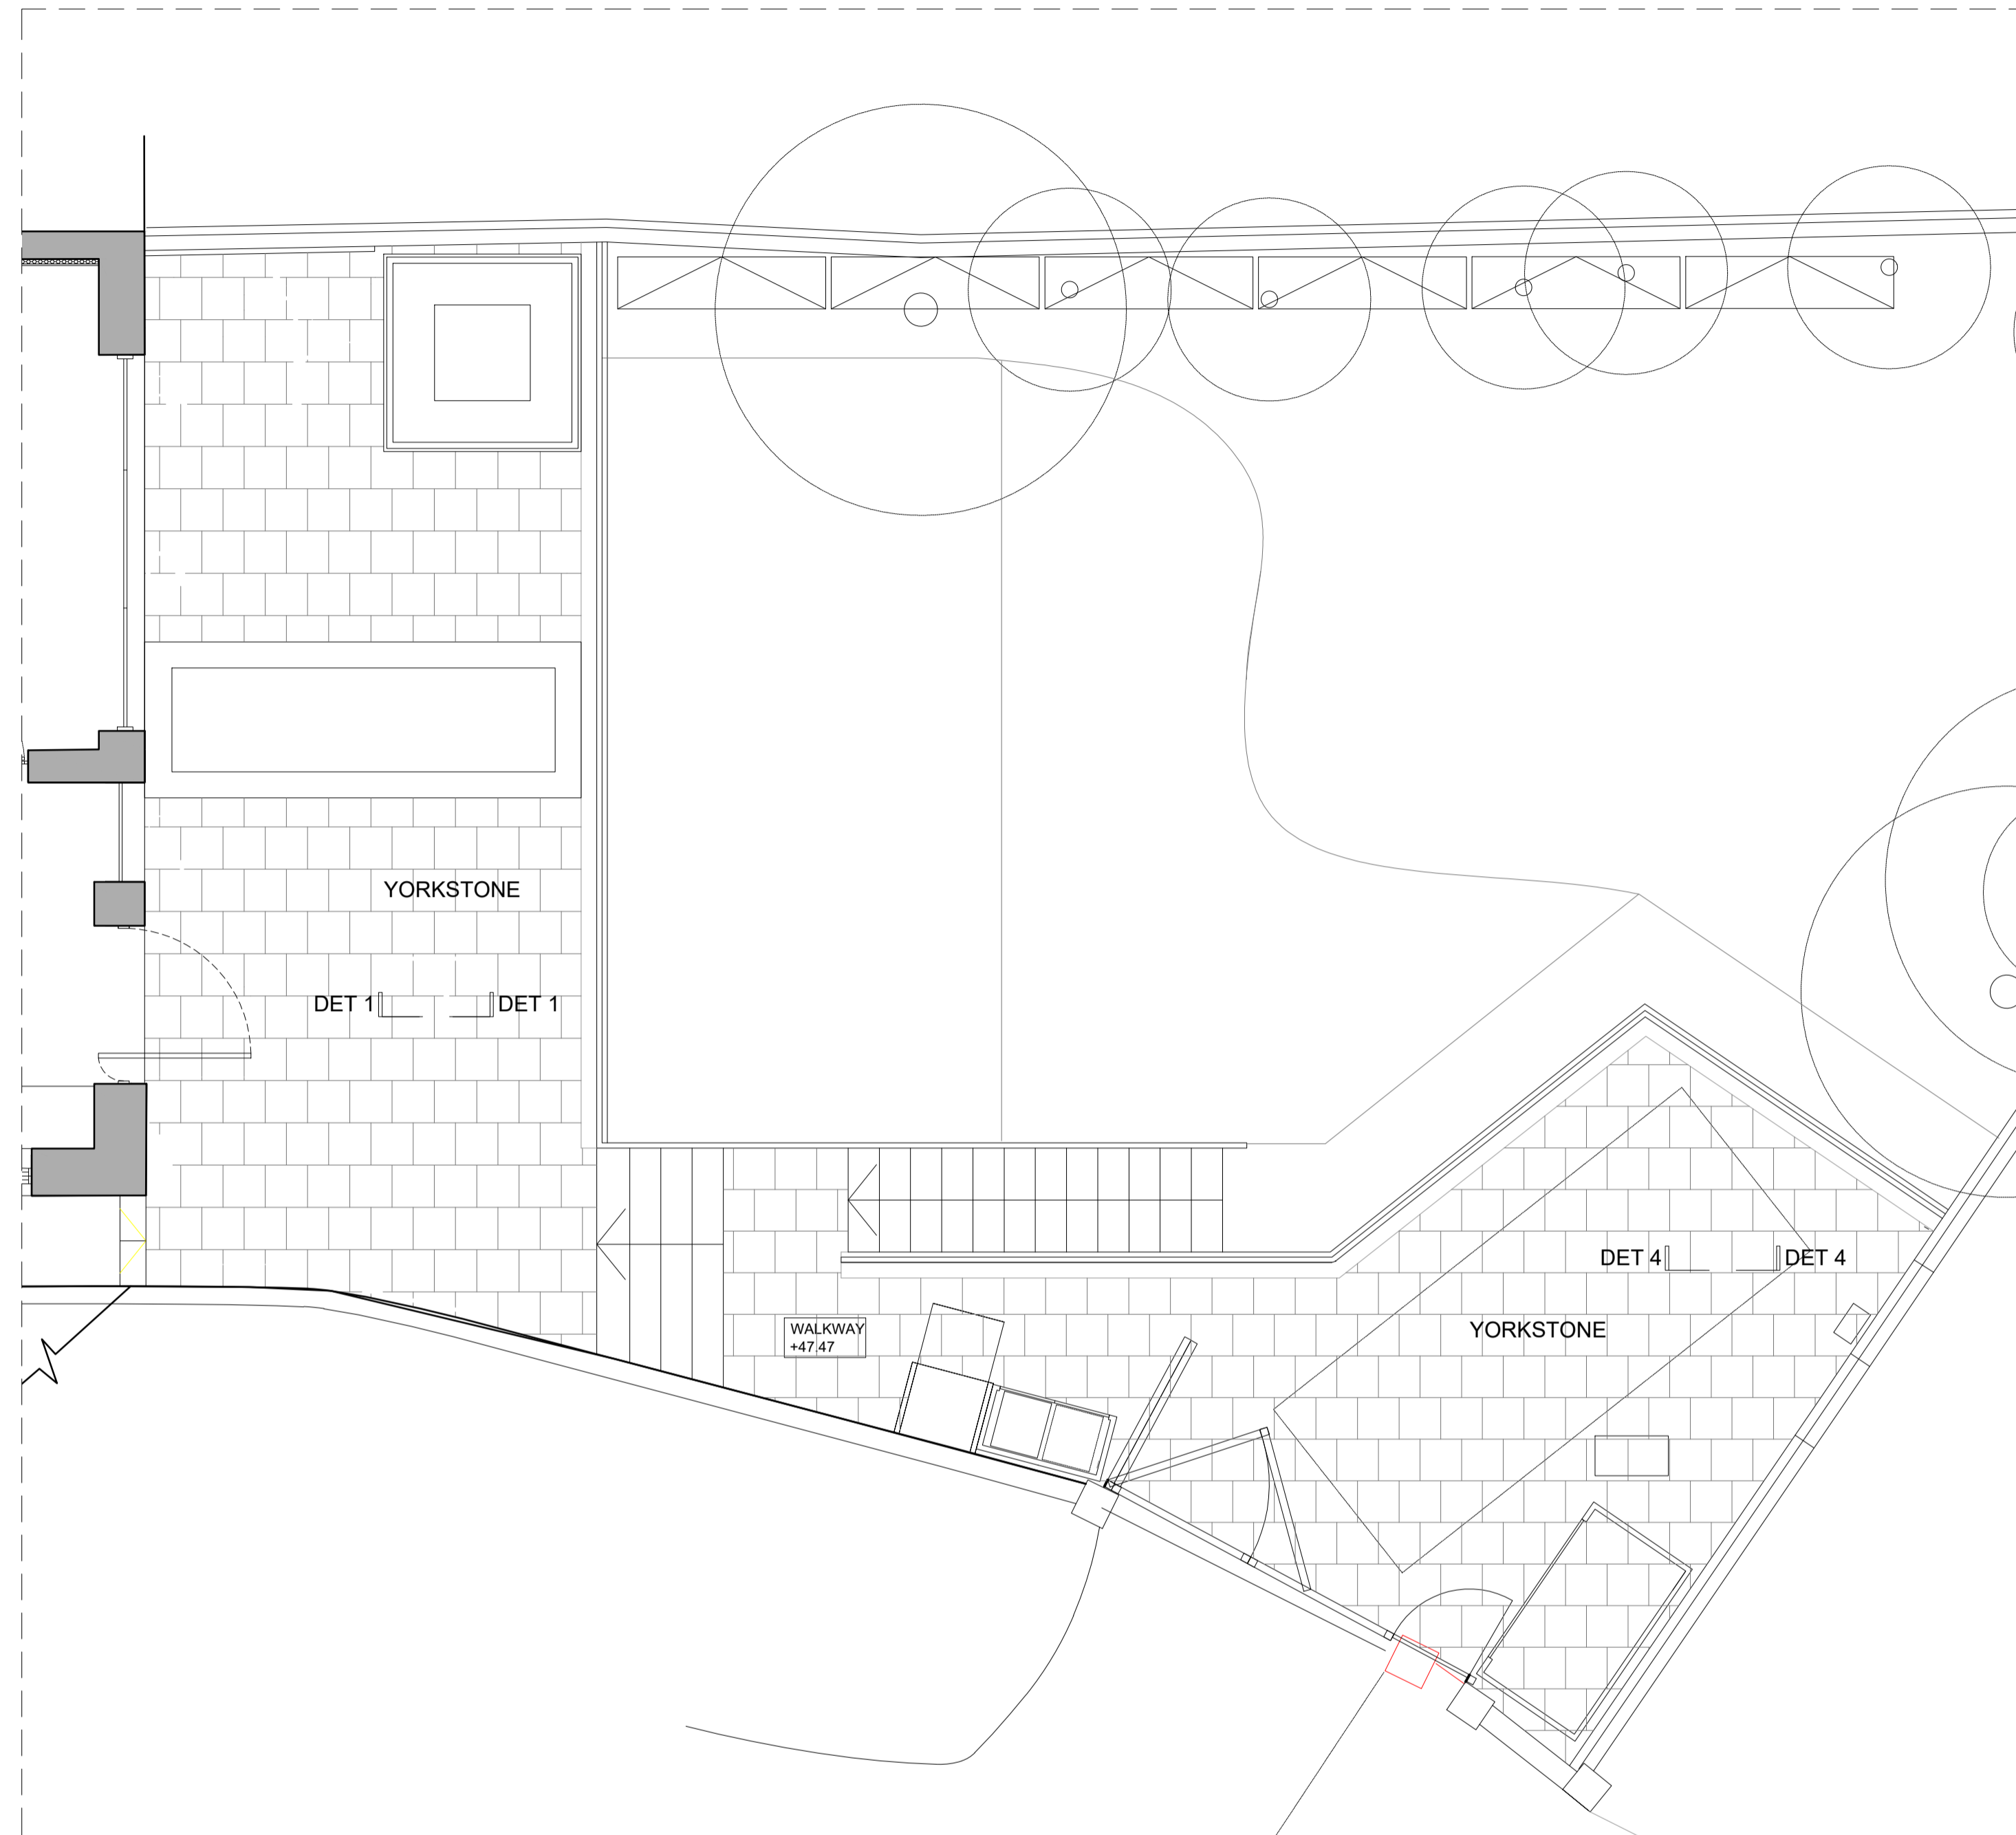 YORKSTONE
DET 1 DET 1
DET 4 DET 4
WALKWAY
+47.47
YORKSTONE